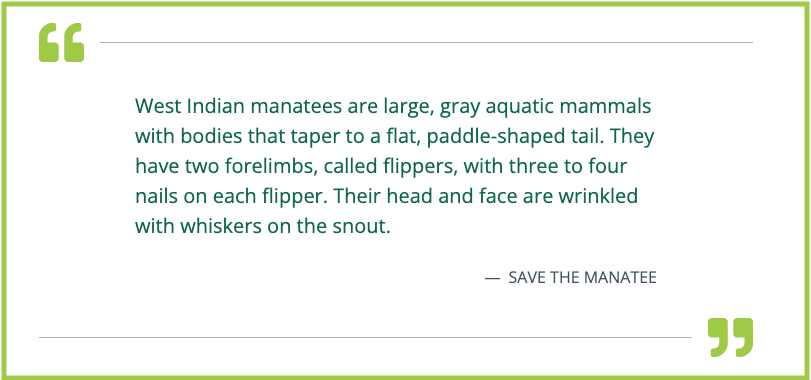 “
West Indian manatees are large, gray aquatic mammals
with bodies that taper to a flat, paddle-shaped tail. They
have two forelimbs, called flippers, with three to four
nails on each flipper. Their head and face are wrinkled
with whiskers on the snout.
— SAVE THE MANATEE
”